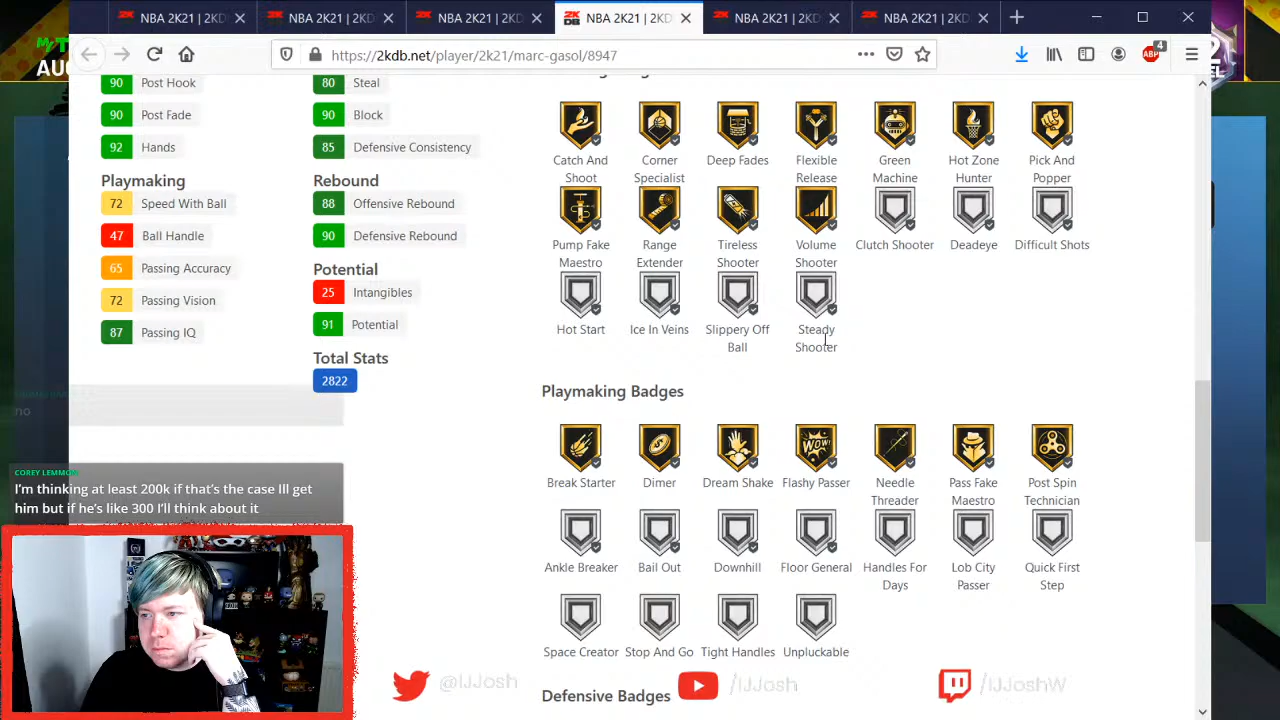 NBA 2K21 | 2KD
NBA 2K21 | 2KD
NBA 2K21 | 2KD
NBA 2K21 | 2KD
NBA 2K21 | 2KD
NBA 2K21 | 2KD
https://2kdb.net/player/2k21/marc-gasol/8947
ABP
4
90 Post Hook
90 Post Fade
92 Hands
Playmaking
72 Speed With Ball
47 Ball Handle
65 Passing Accuracy
72 Passing Vision
87 Passing IQ
80 Steal
90 Block
85 Defensive Consistency
Rebound
88 Offensive Rebound
90 Defensive Rebound
Potential
25 Intangibles
91 Potential
Total Stats
2822
Catch And Shoot
Corner Specialist
Deep Fades
Flexible Release
Green Machine
Hot Zone Hunter
Pick And Popper
Pump Fake Maestro
Range Extender
Tireless Shooter
Volume Shooter
Clutch Shooter
Deadeye
Difficult Shots
Hot Start
Ice In Veins
Slippery Off Ball
Steady Shooter
Playmaking Badges
Break Starter
Dimer
Dream Shake
WOW!
Flashy Passer
Needle Threader
Pass Fake Maestro
Post Spin Technician
Ankle Breaker
Bail Out
Downhill
Floor General
Handles For Days
Lob City Passer
Quick First Step
Space Creator
Stop And Go
Tight Handles
Unpluckable
Defensive Badges
no
COREY LEMMON:
I'm thinking at least 200k if that's the case Ill get
him but if he's like 300 I'll think about it
@IJJosh
/IJJosh
/IJJoshW